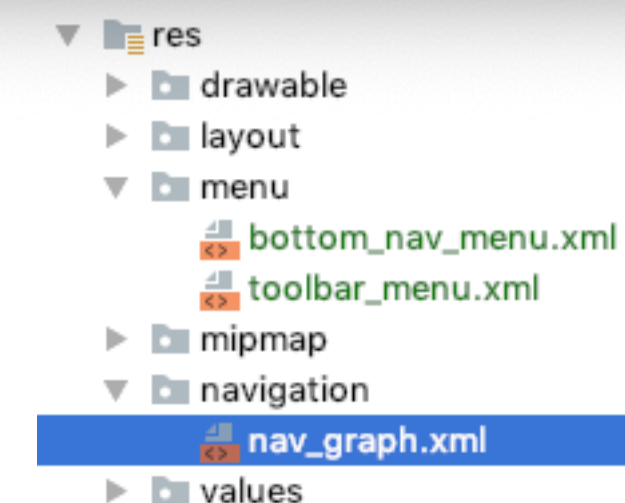 res
drawable
layout
menu
bottom_nav_menu.xml
toolbar_menu.xml
mipmap
navigation
nav_graph.xml
values